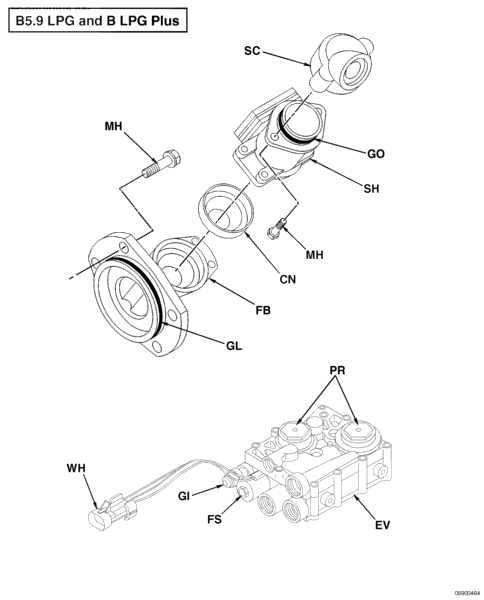 B5.9 LPG and B LPG Plus
SC
MH
GO
SH
MH
CN
FB
GL
PR
WH
GI
FS
EV
06900464